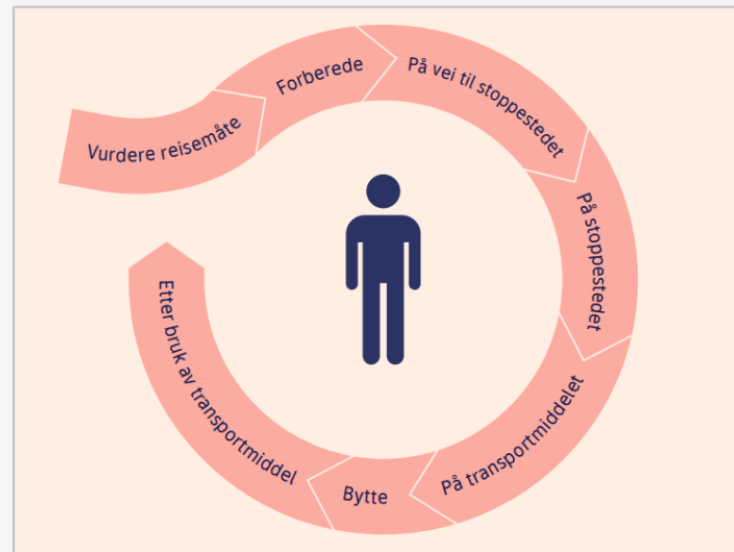 Vurdere reisemåte
Forberede
På vei til stoppestedet
På stoppestedet
På transportmiddelet
Bytte
Etter bruk av transportmiddel